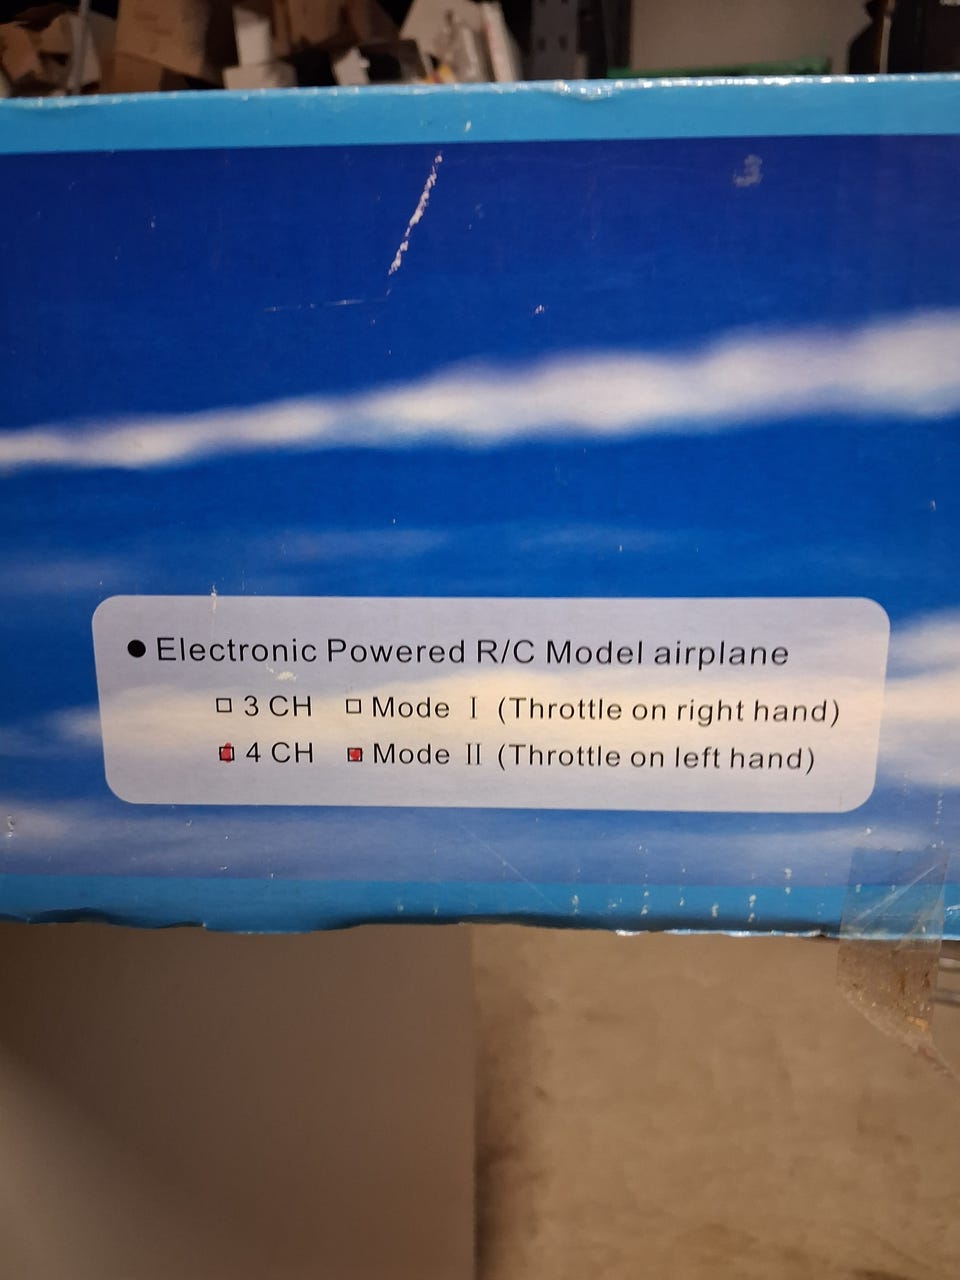 ● Electronic Powered R/C Model airplane
□ 3 CH □ Mode I (Throttle on right hand)
■ 4 CH ■ Mode II (Throttle on left hand)